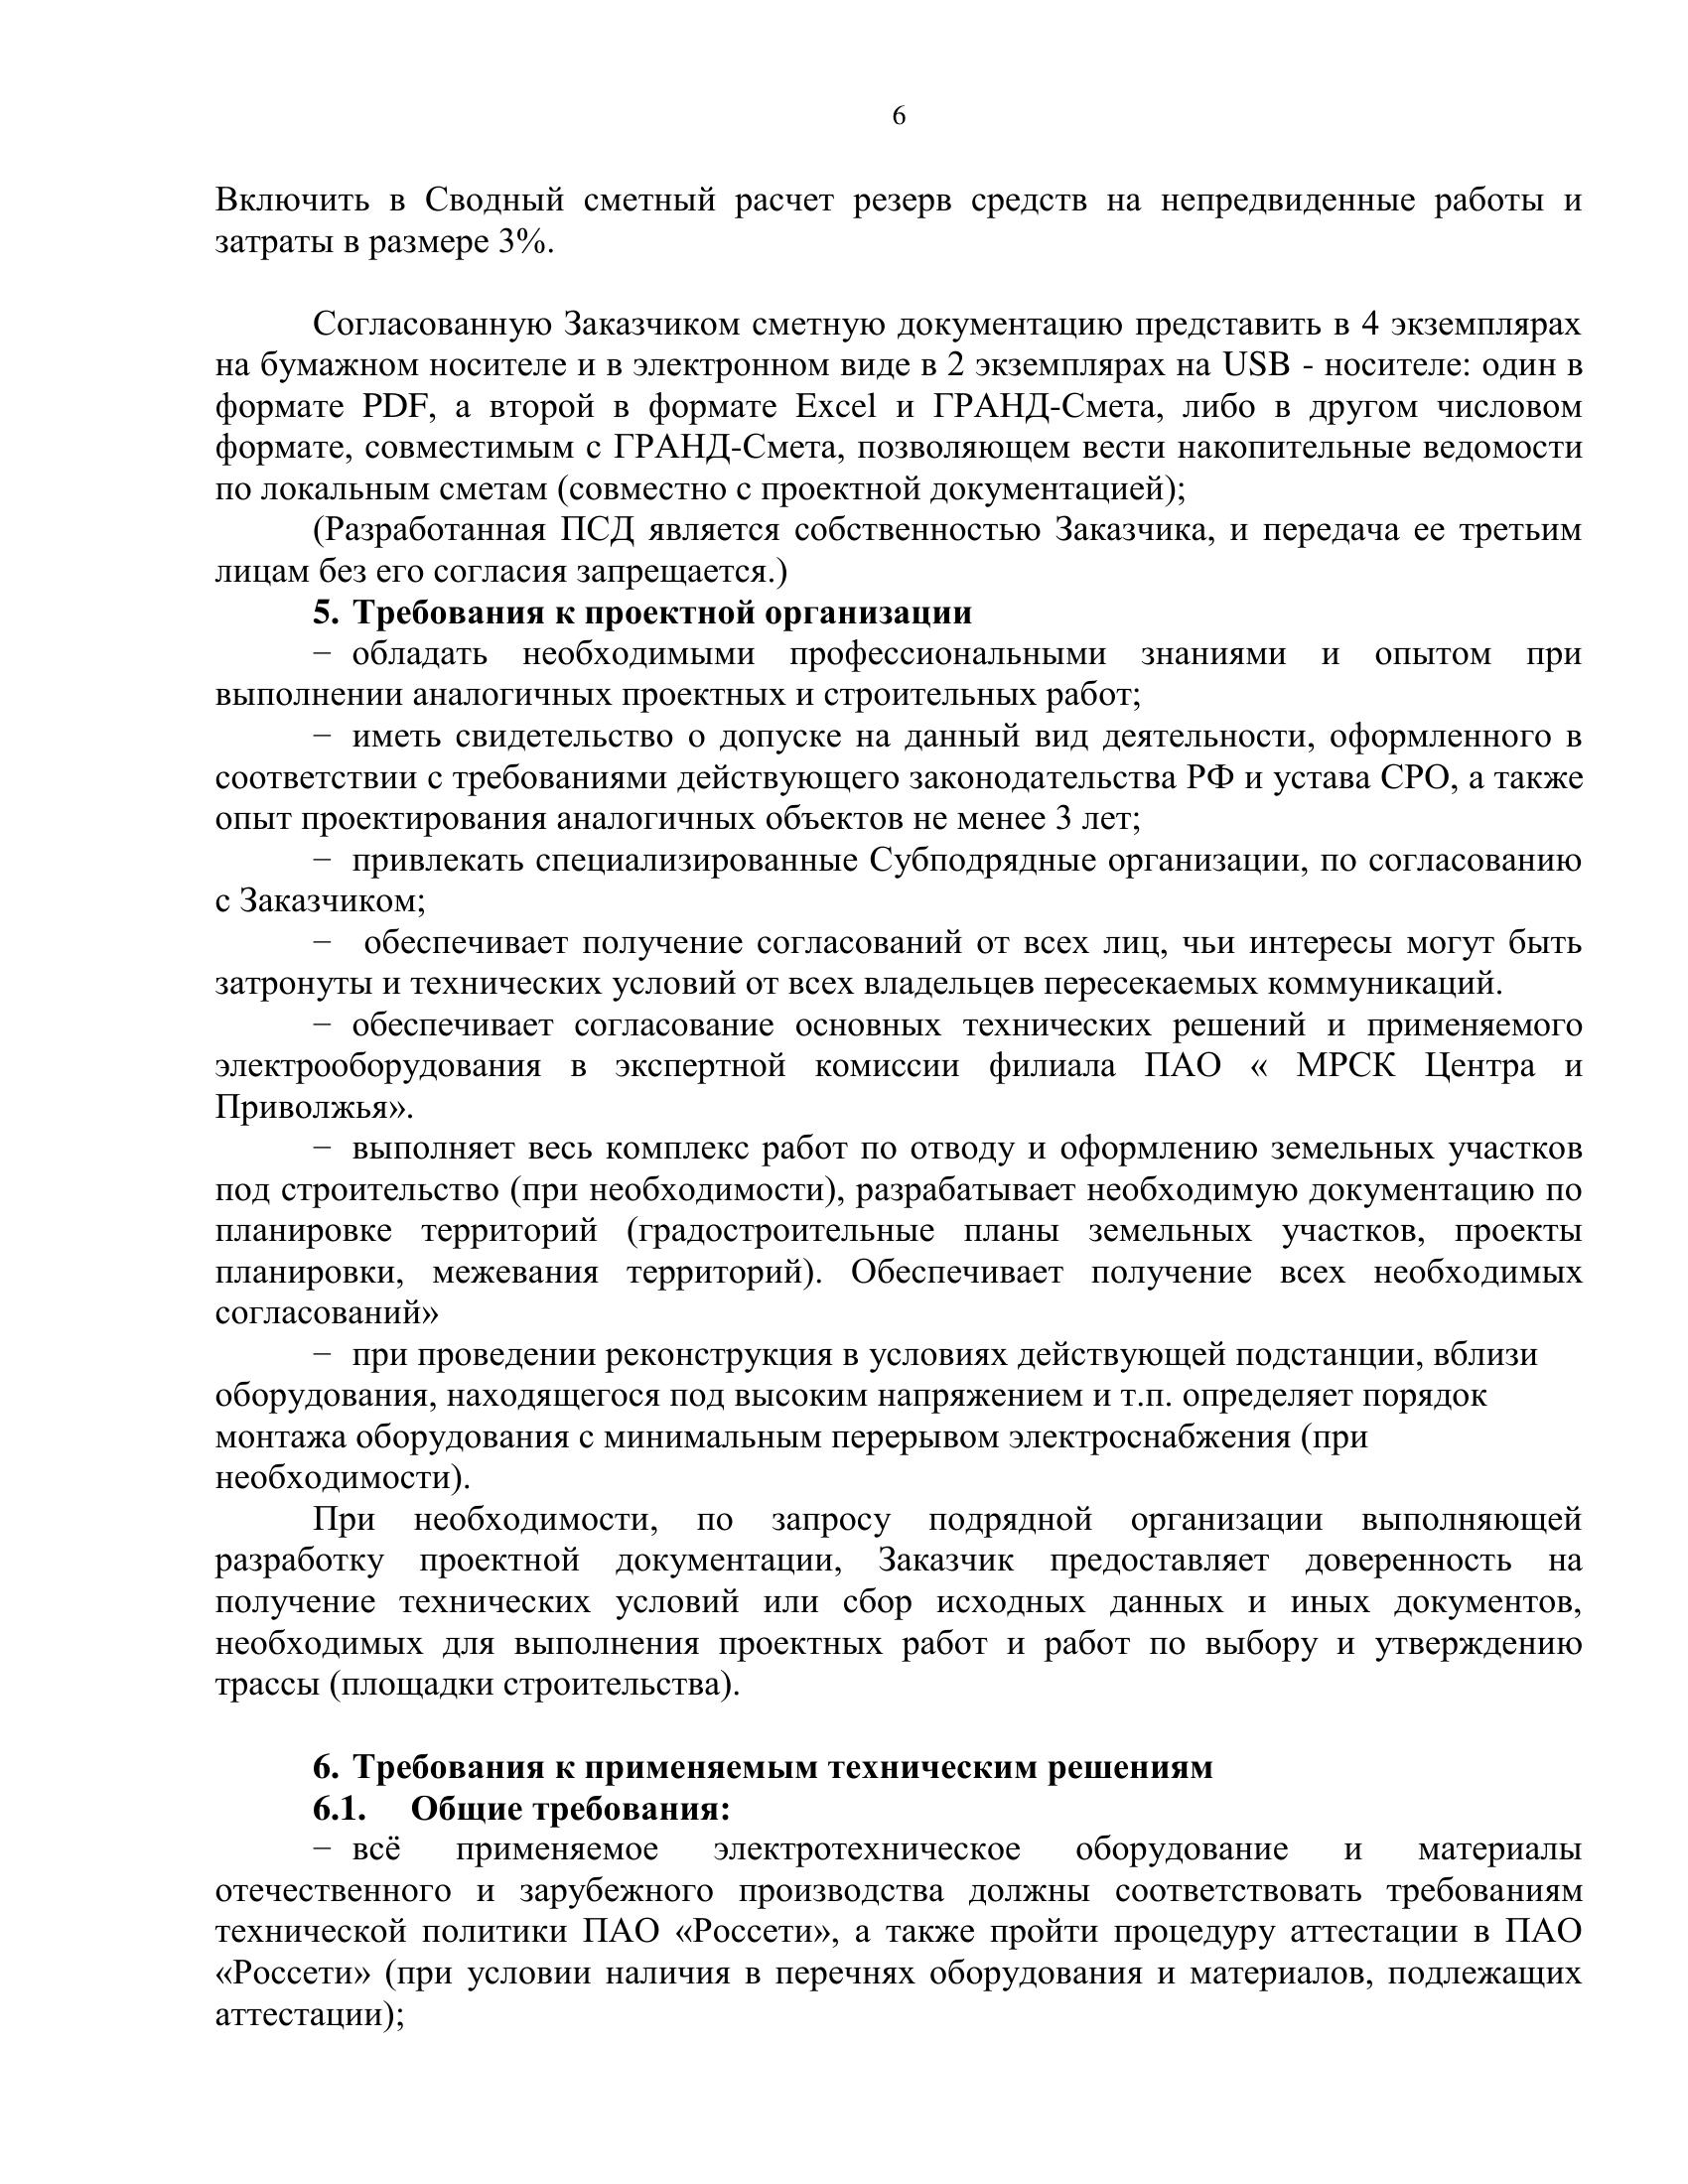 6
Включить в Сводный сметный расчет резерв средств на непредвиденные работы и
затраты в размере 3%.
Согласованную Заказчиком сметную документацию представить в 4 экземплярах
на бумажном носителе и в электронном виде в 2 экземплярах на USB - носителе: один в
формате PDF, а второй в формате Excel и ГРАНД-Смета, либо в другом числовом
формате, совместимым с ГРАНД-Смета, позволяющем вести накопительные ведомости
по локальным сметам (совместно с проектной документацией);
(Разработанная ПСД является собственностью Заказчика, и передача ее третьим
лицам без его согласия запрещается.)
5. Требования к проектной организации
− обладать необходимыми профессиональными знаниями и опытом при
выполнении аналогичных проектных и строительных работ;
− иметь свидетельство о допуске на данный вид деятельности, оформленного в
соответствии с требованиями действующего законодательства РФ и устава СРО, а также
опыт проектирования аналогичных объектов не менее 3 лет;
− привлекать специализированные Субподрядные организации, по согласованию
с Заказчиком;
− обеспечивает получение согласований от всех лиц, чьи интересы могут быть
затронуты и технических условий от всех владельцев пересекаемых коммуникаций.
− обеспечивает согласование основных технических решений и применяемого
электрооборудования в экспертной комиссии филиала ПАО « МРСК Центра и
Приволжья».
− выполняет весь комплекс работ по отводу и оформлению земельных участков
под строительство (при необходимости), разрабатывает необходимую документацию по
планировке территорий (градостроительные планы земельных участков, проекты
планировки, межевания территорий). Обеспечивает получение всех необходимых
согласований»
− при проведении реконструкция в условиях действующей подстанции, вблизи
оборудования, находящегося под высоким напряжением и т.п. определяет порядок
монтажа оборудования с минимальным перерывом электроснабжения (при
необходимости).
При необходимости, по запросу подрядной организации выполняющей
разработку проектной документации, Заказчик предоставляет доверенность на
получение технических условий или сбор исходных данных и иных документов,
необходимых для выполнения проектных работ и работ по выбору и утверждению
трассы (площадки строительства).
6. Требования к применяемым техническим решениям
6.1. Общие требования:
− всё применяемое электротехническое оборудование и материалы
отечественного и зарубежного производства должны соответствовать требованиям
технической политики ПАО «Россети», а также пройти процедуру аттестации в ПАО
«Россети» (при условии наличия в перечнях оборудования и материалов, подлежащих
аттестации);